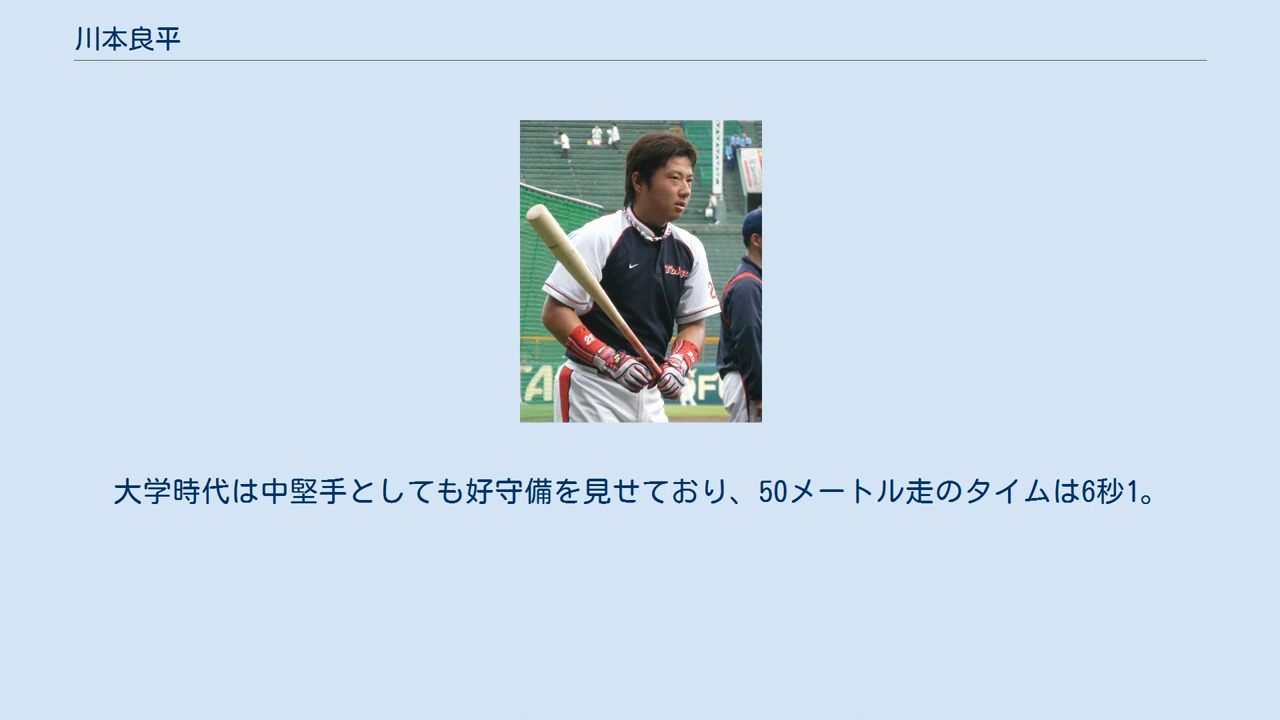 川本良平
Tokyo
大学時代は中堅手としても好守備を見せており、50メートル走のタイムは6秒1。